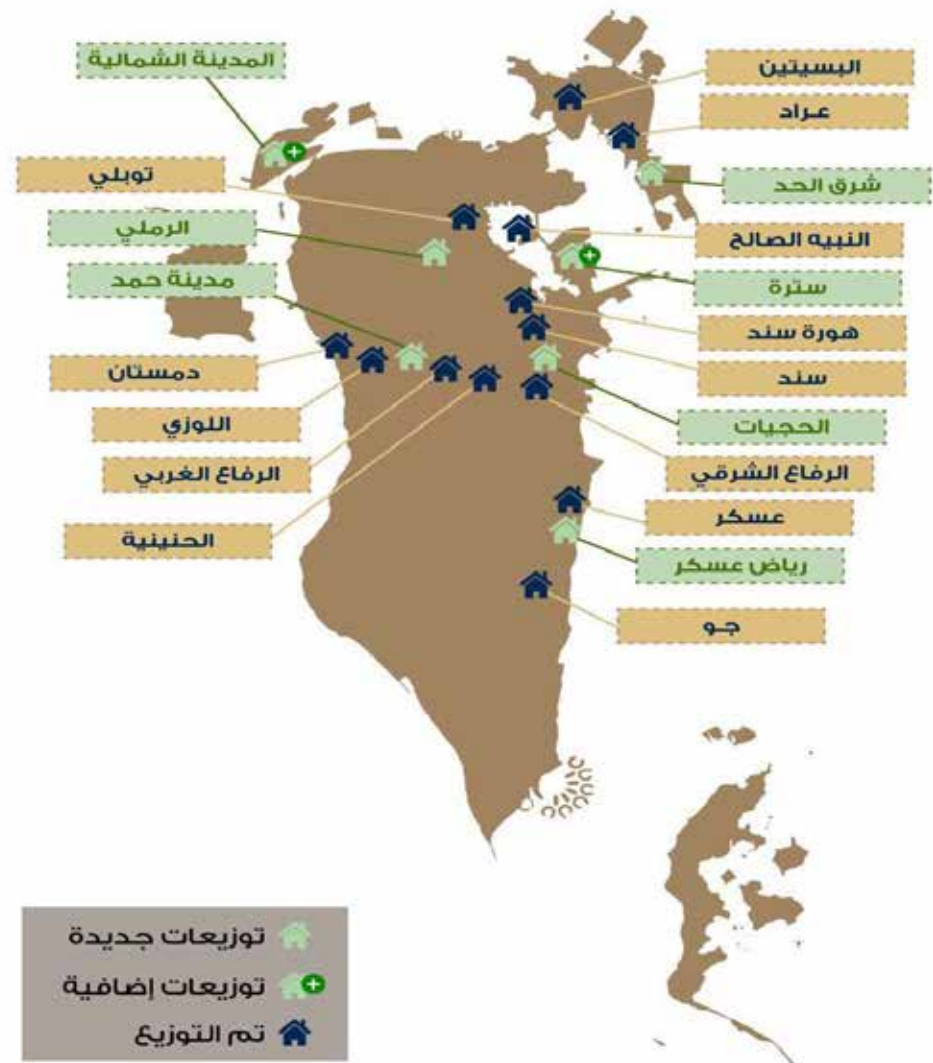 المدينة الشمالية
البسيتين
عراد
توبلي
شرق الحد
الرملي
النبيه الصالح
مدينة حمد
سترة
هورة سند
دمستان
سند
اللوزي
الحجيات
الرفاع الغربي
الرفاع الشرقي
عسكر
الحنينية
رياض عسكر
جو
توزيعات جديدة
توزيعات إضافية
تم التوزيع